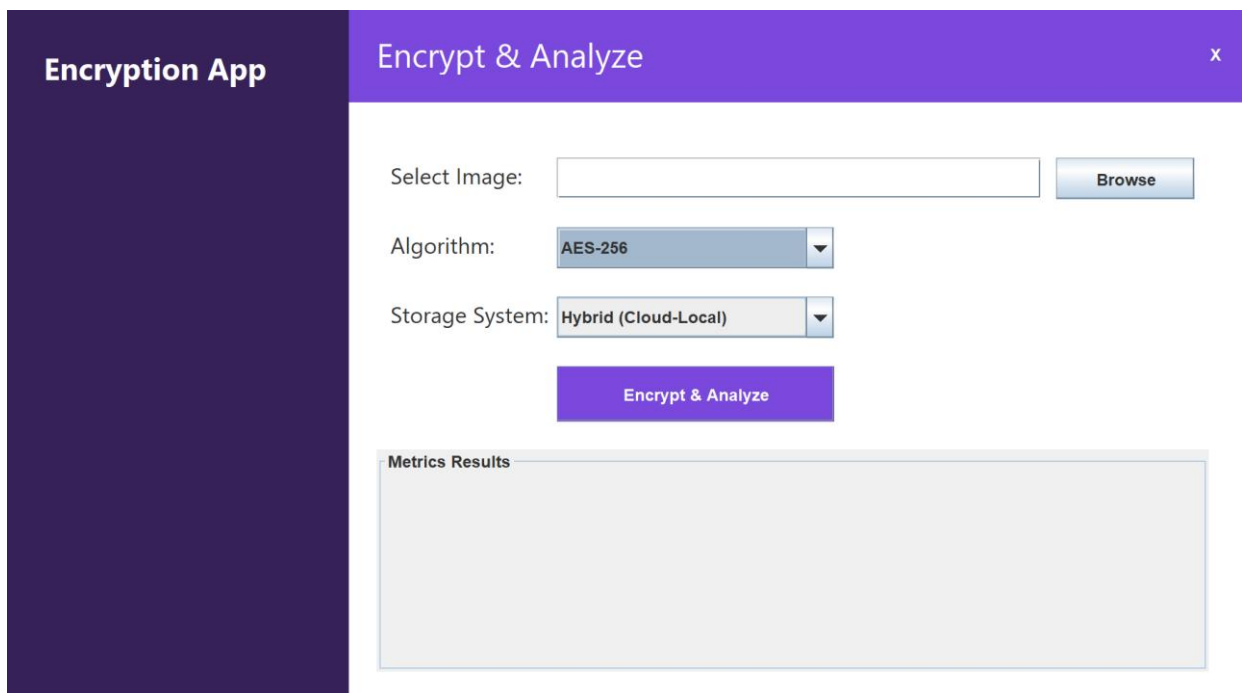 Encryption App
Encrypt & Analyze
x
Select Image:
Browse
Algorithm:
AES-256
Storage System:
Hybrid (Cloud-Local)
Encrypt & Analyze
Metrics Results